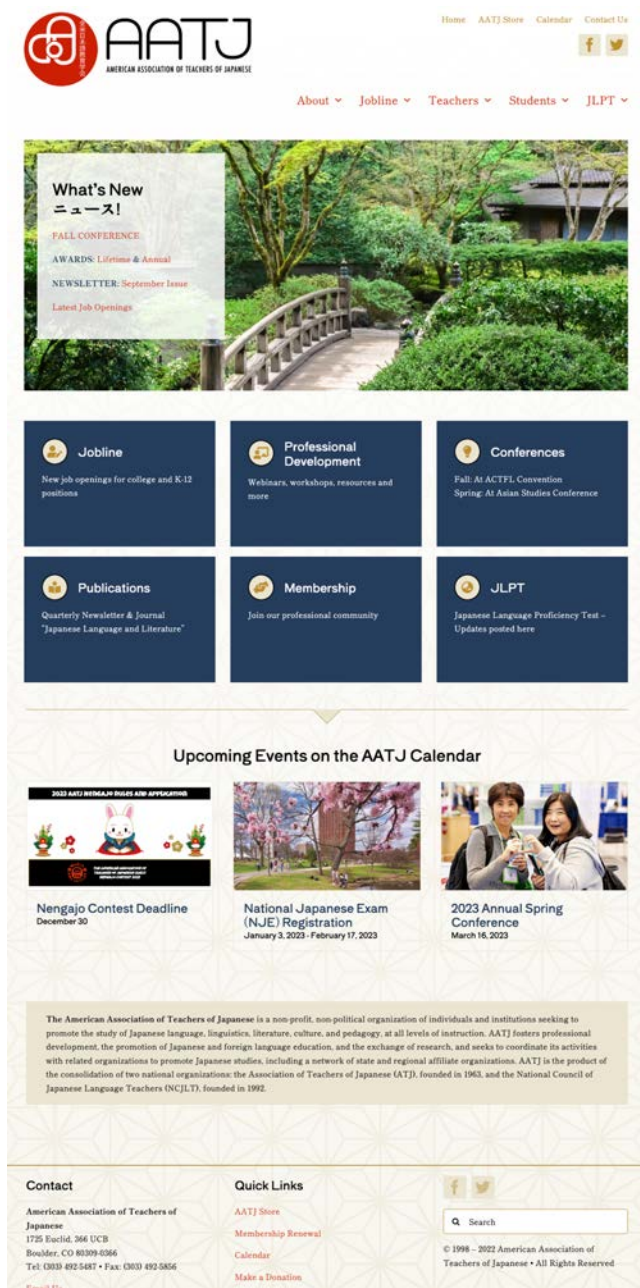 Home AATJ Store Calendar Contact Us
AATJ
AMERICAN ASSOCIATION OF TEACHERS OF JAPANESE
About Jobline Teachers Students JLPT
What's New
ニュース!
FALL CONFERENCE
AWARDS: Lifetime & Annual
NEWSLETTER: September Issue
Latest Job Openings
Jobline
New job openings for college and K-12
positions
Professional
Development
Webinars, workshops, resources and
more
Conferences
Fall: At ACTFL Convention
Spring: At Asian Studies Conference
Publications
Quarterly Newsletter & Journal
"Japanese Language and Literature"
Membership
Join our professional community
JLPT
Japanese Language Proficiency Test –
Updates posted here
Upcoming Events on the AATJ Calendar
2023 AATJ NENGAJO RULES AND APPLICATION
Nengajo Contest Deadline
December 30
National Japanese Exam
(NJE) Registration
January 3, 2023 - February 17, 2023
2023 Annual Spring
Conference
March 16, 2023
The American Association of Teachers of Japanese is a non-profit, non-political organization of individuals and institutions seeking to
promote the study of Japanese language, linguistics, literature, culture, and pedagogy, at all levels of instruction. AATJ fosters professional
development, the promotion of Japanese and foreign language education, and the exchange of research, and seeks to coordinate its activities
with related organizations to promote Japanese studies, including a network of state and regional affiliate organizations. AATJ is the product of
the consolidation of two national organizations: the Association of Teachers of Japanese (ATJ), founded in 1963, and the National Council of
Japanese Language Teachers (NCJLT), founded in 1992.
Contact
American Association of Teachers of
Japanese
1725 Euclid, 366 UCB
Boulder, CO 80309-0366
Tel: (303) 492-5487 • Fax: (303) 492-5856
Email Us
Quick Links
AATJ Store
Membership Renewal
Calendar
Make a Donation
Search
© 1998 – 2022 American Association of
Teachers of Japanese • All Rights Reserved